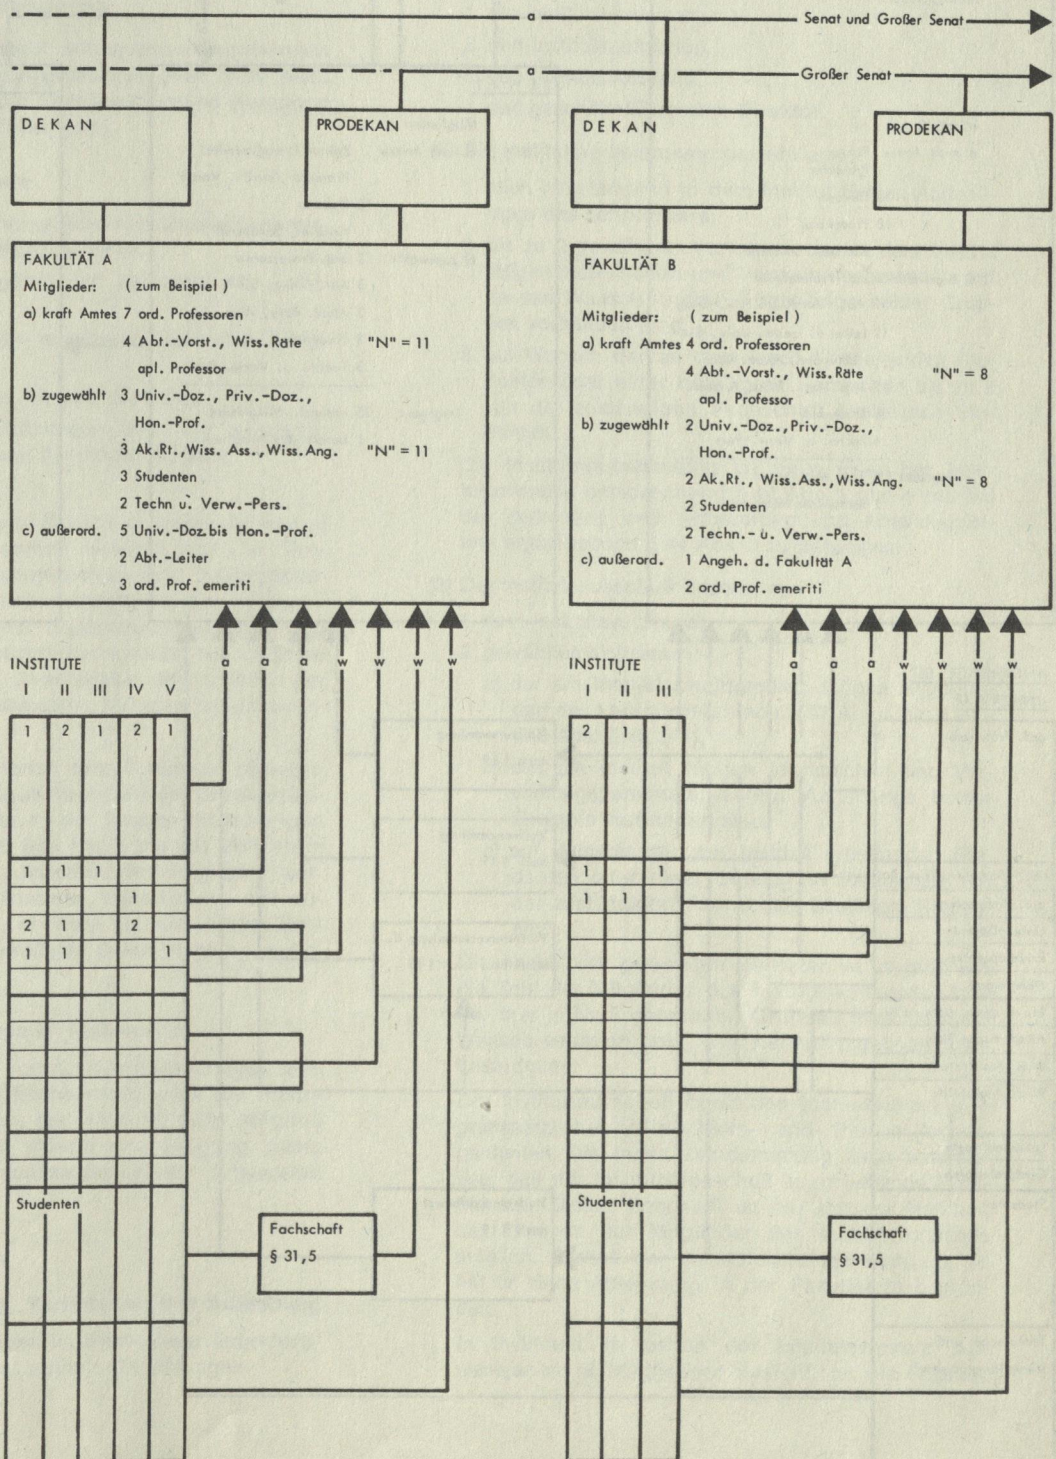 a Senat und Großer Senat
a Großer Senat
DEKAN
PRODEKAN
DEKAN
PRODEKAN
FAKULTÄT A
Mitglieder: ( zum Beispiel )
a) kraft Amtes 7 ord. Professoren
4 Abt.-Vorst., Wiss.Räte "N" = 11
apl. Professor
b) zugewählt 3 Univ.-Doz., Priv.-Doz.,
Hon.-Prof.
3 Ak.Rt.,Wiss. Ass.,Wiss.Ang. "N" = 11
3 Studenten
2 Techn u. Verw.-Pers.
c) außerord. 5 Univ.-Doz.bis Hon.-Prof.
2 Abt.-Leiter
3 ord. Prof. emeriti
FAKULTÄT B
Mitglieder: ( zum Beispiel )
a) kraft Amtes 4 ord. Professoren
4 Abt.-Vorst., Wiss.Räte "N" = 8
apl. Professor
b) zugewählt 2 Univ.-Doz.,Priv.-Doz.,
Hon.-Prof.
2 Ak.Rt., Wiss.Ass.,Wiss.Ang. "N" = 8
2 Studenten
2 Techn.- u. Verw.-Pers.
c) außerord. 1 Angeh. d. Fakultät A
2 ord. Prof. emeriti
a a a w w w w
INSTITUTE
I II III IV V
1 2 1 2 1
1 1 1
1
2 1 2
1 1 1
Studenten
Fachschaft
§ 31,5
a a a w w w w
INSTITUTE
I II III
2 1 1
1 1
1 1
Studenten
Fachschaft
§ 31,5